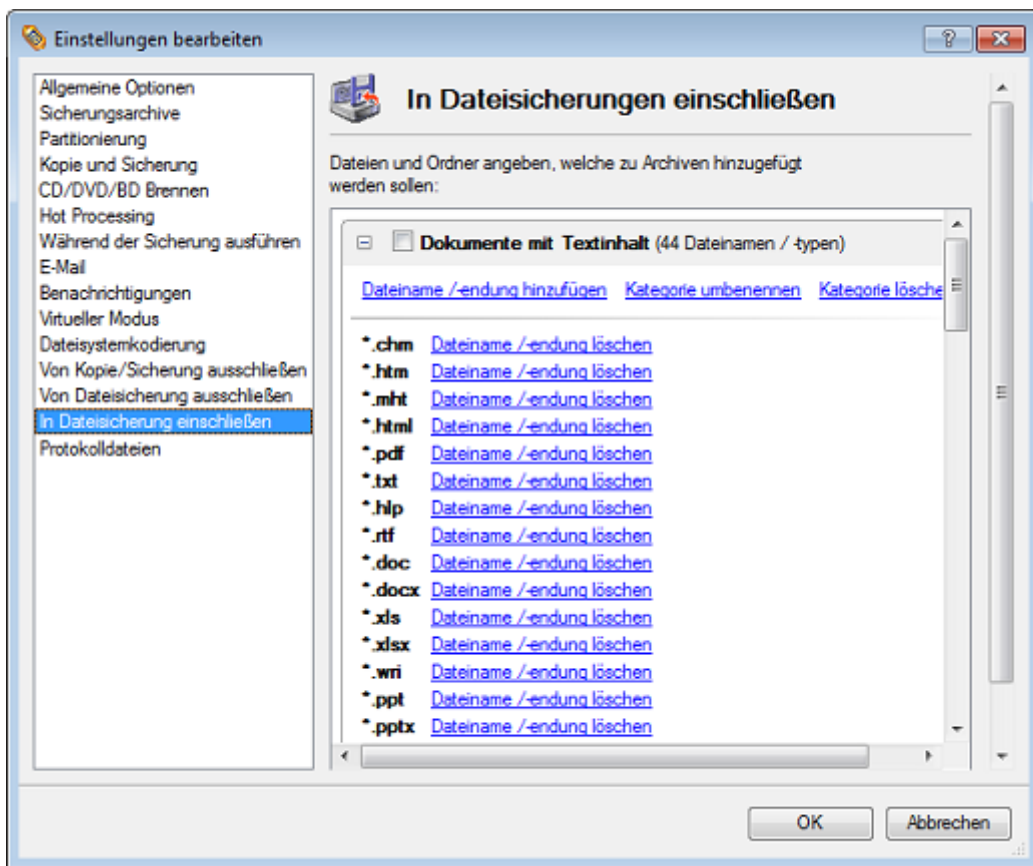 Einstellungen bearbeiten
Allgemeine Optionen
Sicherungsarchive
Partitionierung
Kopie und Sicherung
CD/DVD/BD Brennen
Hot Processing
Während der Sicherung ausführen
E-Mail
Benachrichtigungen
Virtueller Modus
Dateisystemkodierung
Von Kopie/Sicherung ausschließen
Von Dateisicherung ausschließen
In Dateisicherung einschließen
Protokolldateien
In Dateisicherungen einschließen
Dateien und Ordner angeben, welche zu Archiven hinzugefügt
werden sollen:
Dokumente mit Textinhalt (44 Dateinamen / -typen)
Dateiname /-endung hinzufügen Kategorie umbenennen Kategorie lösche
*.chm Dateiname /-endung löschen
*.htm Dateiname /-endung löschen
*.mht Dateiname /-endung löschen
*.html Dateiname /-endung löschen
*.pdf Dateiname /-endung löschen
*.txt Dateiname /-endung löschen
*.hlp Dateiname /-endung löschen
*.rtf Dateiname /-endung löschen
*.doc Dateiname /-endung löschen
*.docx Dateiname /-endung löschen
*.xls Dateiname /-endung löschen
*.xlsx Dateiname /-endung löschen
*.wri Dateiname /-endung löschen
*.ppt Dateiname /-endung löschen
*.pptx Dateiname /-endung löschen
OK Abbrechen